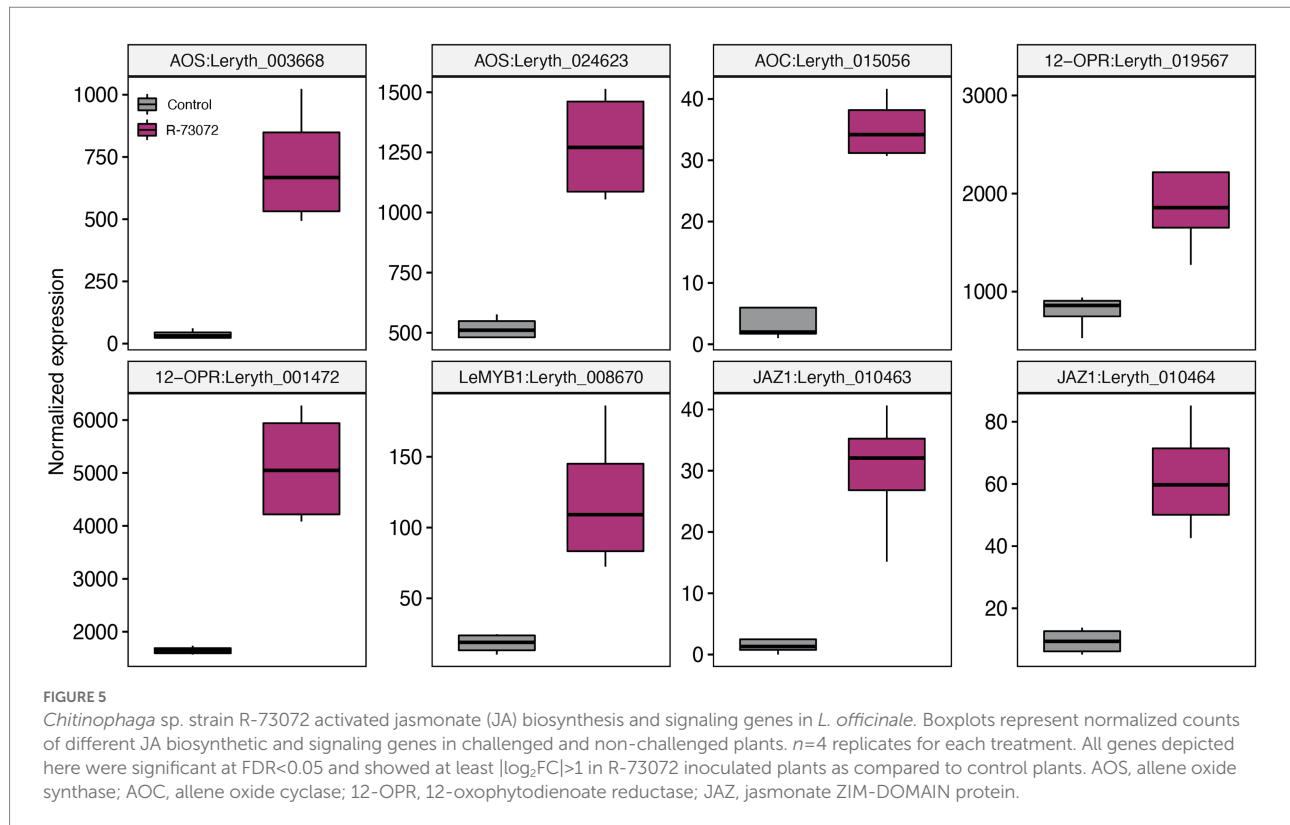 AOS:Leryth_003668
AOS:Leryth_024623
AOC:Leryth_015056
12−OPR:Leryth_019567
Control
R-73072
1000
750
500
250
0
1500
1250
1000
750
500
40
30
20
10
0
3000
2000
1000
Normalized expression
12−OPR:Leryth_001472
LeMYB1:Leryth_008670
JAZ1:Leryth_010463
JAZ1:Leryth_010464
6000
5000
4000
3000
2000
150
100
50
40
30
20
10
0
80
60
40
20
FIGURE 5
Chitinophaga sp. strain R-73072 activated jasmonate (JA) biosynthesis and signaling genes in L. officinale. Boxplots represent normalized counts
of different JA biosynthetic and signaling genes in challenged and non-challenged plants. n=4 replicates for each treatment. All genes depicted
here were significant at FDR<0.05 and showed at least |log₂FC|>1 in R-73072 inoculated plants as compared to control plants. AOS, allene oxide
synthase; AOC, allene oxide cyclase; 12-OPR, 12-oxophytodienoate reductase; JAZ, jasmonate ZIM-DOMAIN protein.